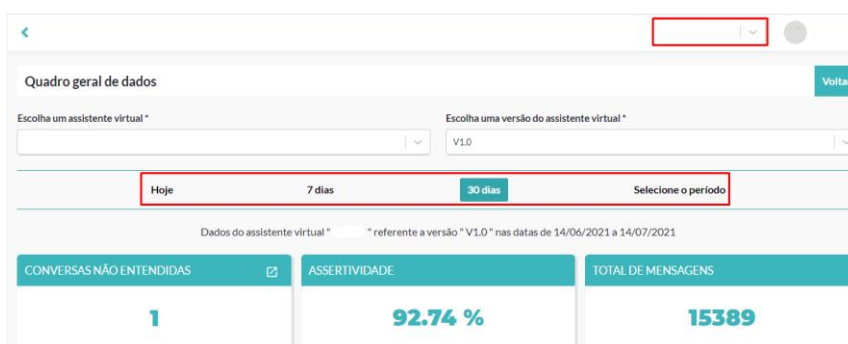 Quadro geral de dados
Volta
Escolha um assistente virtual *
Escolha uma versão do assistente virtual *
V1.0
Hoje
7 dias
30 dias
Selecione o período
Dados do assistente virtual " " referente a versão " V1.0 " nas datas de 14/06/2021 a 14/07/2021
CONVERSAS NÃO ENTENDIDAS
ASSERTIVIDADE
TOTAL DE MENSAGENS
1
92.74 %
15389